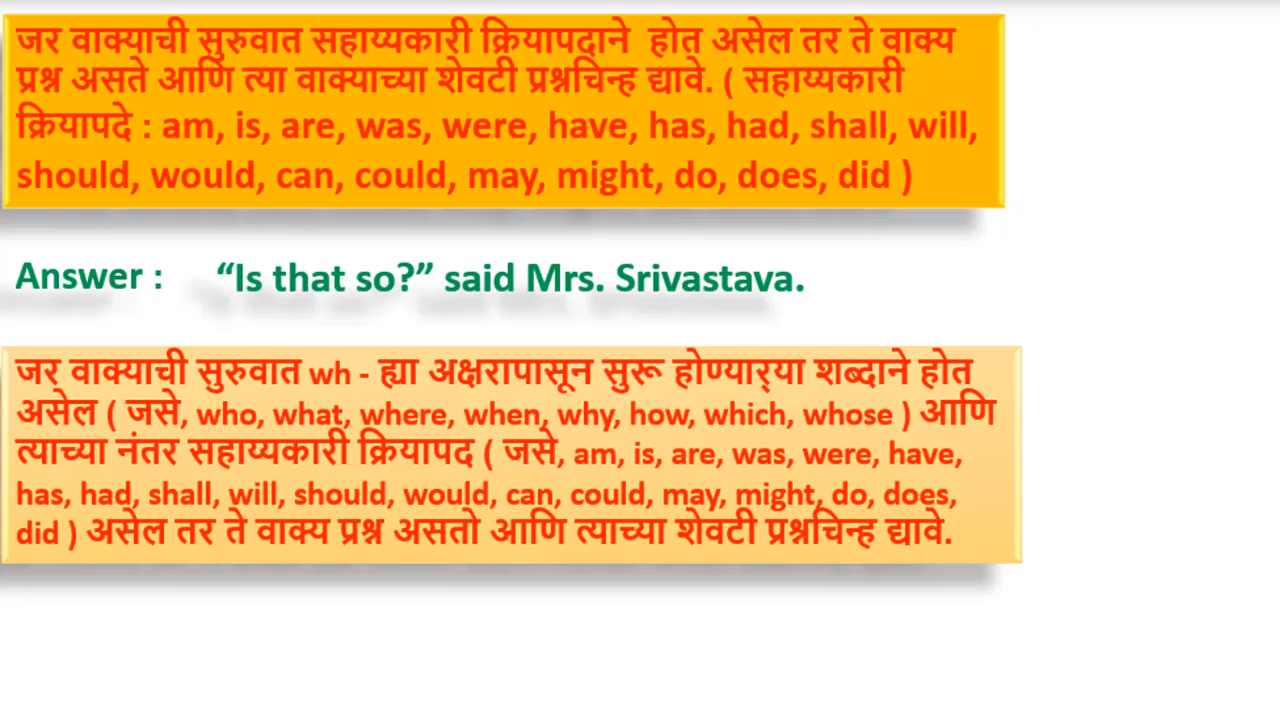 जर वाक्याची सुरुवात सहाय्यकारी क्रियापदाने होत असेल तर ते वाक्य
प्रश्न असते आणि त्या वाक्याच्या शेवटी प्रश्नचिन्ह द्यावे. ( सहाय्यकारी
क्रियापदे : am, is, are, was, were, have, has, had, shall, will,
should, would, can, could, may, might, do, does, did )
Answer : “Is that so?” said Mrs. Srivastava.
जर वाक्याची सुरुवात wh - ह्या अक्षरापासून सुरू होण्यार्‍या शब्दाने होत
असेल ( जसे, who, what, where, when, why, how, which, whose ) आणि
त्याच्या नंतर सहाय्यकारी क्रियापद ( जसे, am, is, are, was, were, have,
has, had, shall, will, should, would, can, could, may, might, do, does,
did ) असेल तर ते वाक्य प्रश्न असतो आणि त्याच्या शेवटी प्रश्नचिन्ह द्यावे.